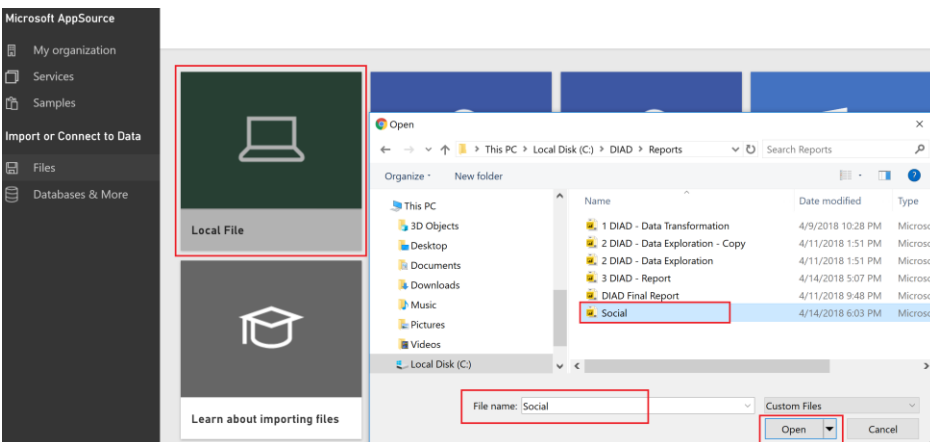 Microsoft AppSource
My organization
Services
Samples
Import or Connect to Data
Files
Databases & More
Local File
Learn about importing files
Open
This PC > Local Disk (C:) > DIAD > Reports
Search Reports
Organize
New folder
This PC
3D Objects
Desktop
Documents
Downloads
Music
Pictures
Videos
Local Disk (C:)
Name Date modified Type
1 DIAD - Data Transformation 4/9/2018 10:28 PM Microso
2 DIAD - Data Exploration - Copy 4/11/2018 1:51 PM Microso
2 DIAD - Data Exploration 4/11/2018 1:51 PM Microso
3 DIAD - Report 4/14/2018 5:07 PM Microso
DIAD Final Report 4/11/2018 9:48 PM Microso
Social 4/14/2018 6:03 PM Microso
File name: Social
Custom Files
Open
Cancel